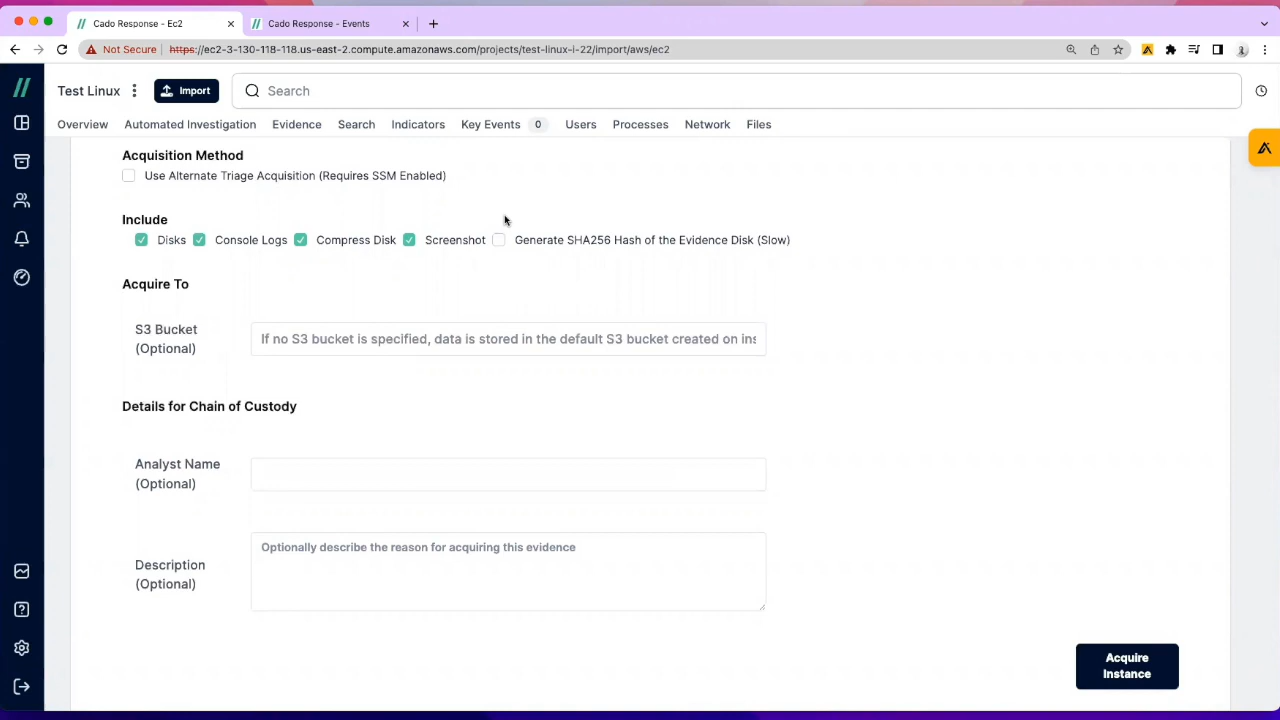 Cado Response - Ec2
Cado Response - Events
Not Secure
https://ec2-3-130-118-118.us-east-2.compute.amazonaws.com/projects/test-linux-l-22/import/aws/ec2
Test Linux
Import
Search
Overview
Automated Investigation
Evidence
Search
Indicators
Key Events 0
Users
Processes
Network
Files
Acquisition Method
Use Alternate Triage Acquisition (Requires SSM Enabled)
Include
Disks
Console Logs
Compress Disk
Screenshot
Generate SHA256 Hash of the Evidence Disk (Slow)
Acquire To
S3 Bucket
(Optional)
If no S3 bucket is specified, data is stored in the default S3 bucket created on ins
Details for Chain of Custody
Analyst Name
(Optional)
Optionally describe the reason for acquiring this evidence
Description
(Optional)
Acquire
Instance